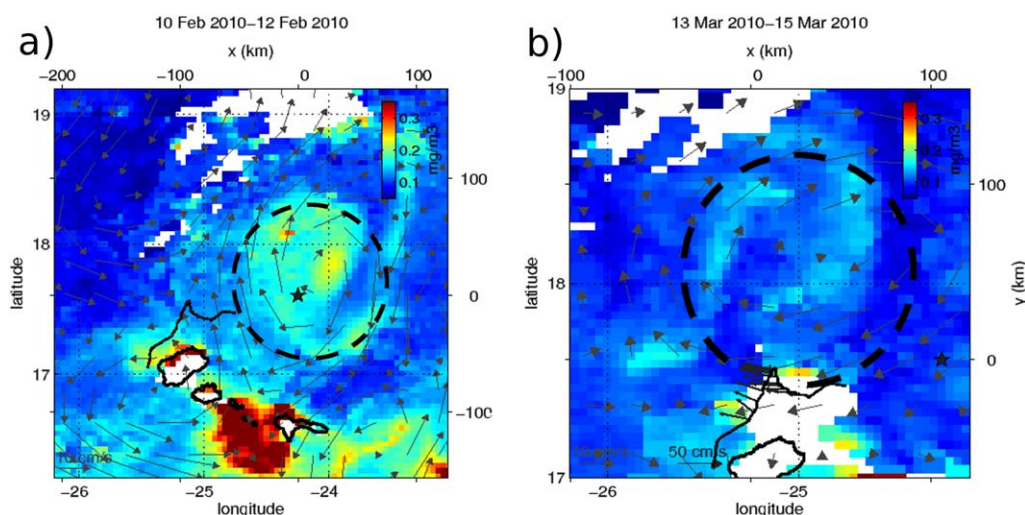 a)
10 Feb 2010−12 Feb 2010
x (km)
−200 −100 0 100
19
18
17
latitude
0.3
0.2
0.1
mg/m3
100
0
−100
10 cm/s
−26 −25 −24
longitude
b)
13 Mar 2010−15 Mar 2010
x (km)
0 100
19
18
17
latitude
0.3
0.2
0.1
mg/m3
100
0
y (km)
50 cm/s
−26 −25
longitude